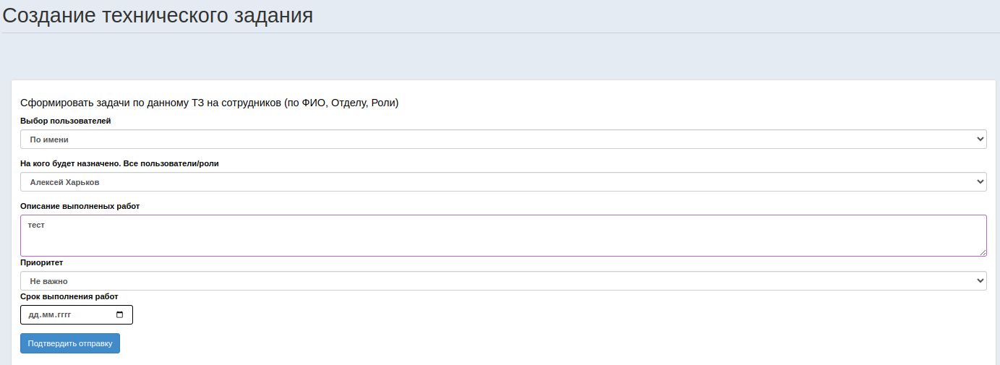 Создание технического задания
Сформировать задачи по данному ТЗ на сотрудников (по ФИО, Отделу, Роли)
Выбор пользователей
По имени
На кого будет назначено. Все пользователи/роли
Алексей Харьков
Описание выполненых работ
тест
Приоритет
Не важно
Срок выполнения работ
дд.мм.гггг
Подтвердить отправку